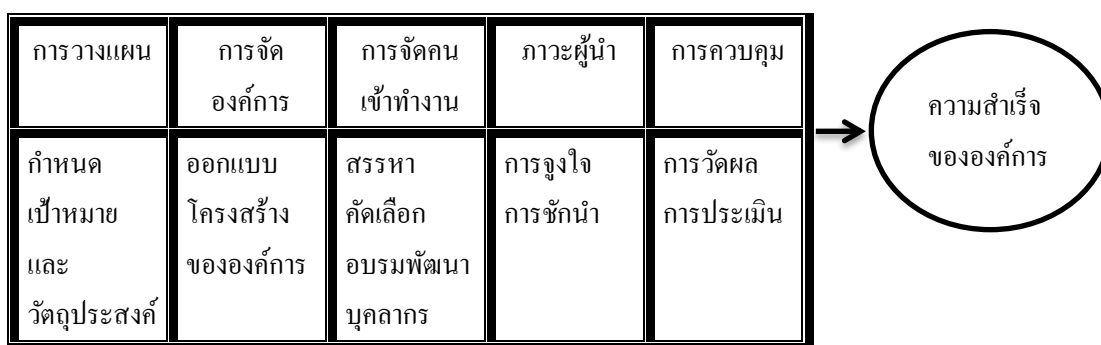 การวางแผน
การจัด
องค์การ
การจัดคน
เข้าทำงาน
ภาวะผู้นำ
การควบคุม
กำหนด
เป้าหมาย
และ
วัตถุประสงค์
ออกแบบ
โครงสร้าง
ขององค์การ
สรรหา
คัดเลือก
อบรมพัฒนา
บุคลากร
การจูงใจ
การชักนำ
การวัดผล
การประเมิน
ความสำเร็จ
ขององค์การ